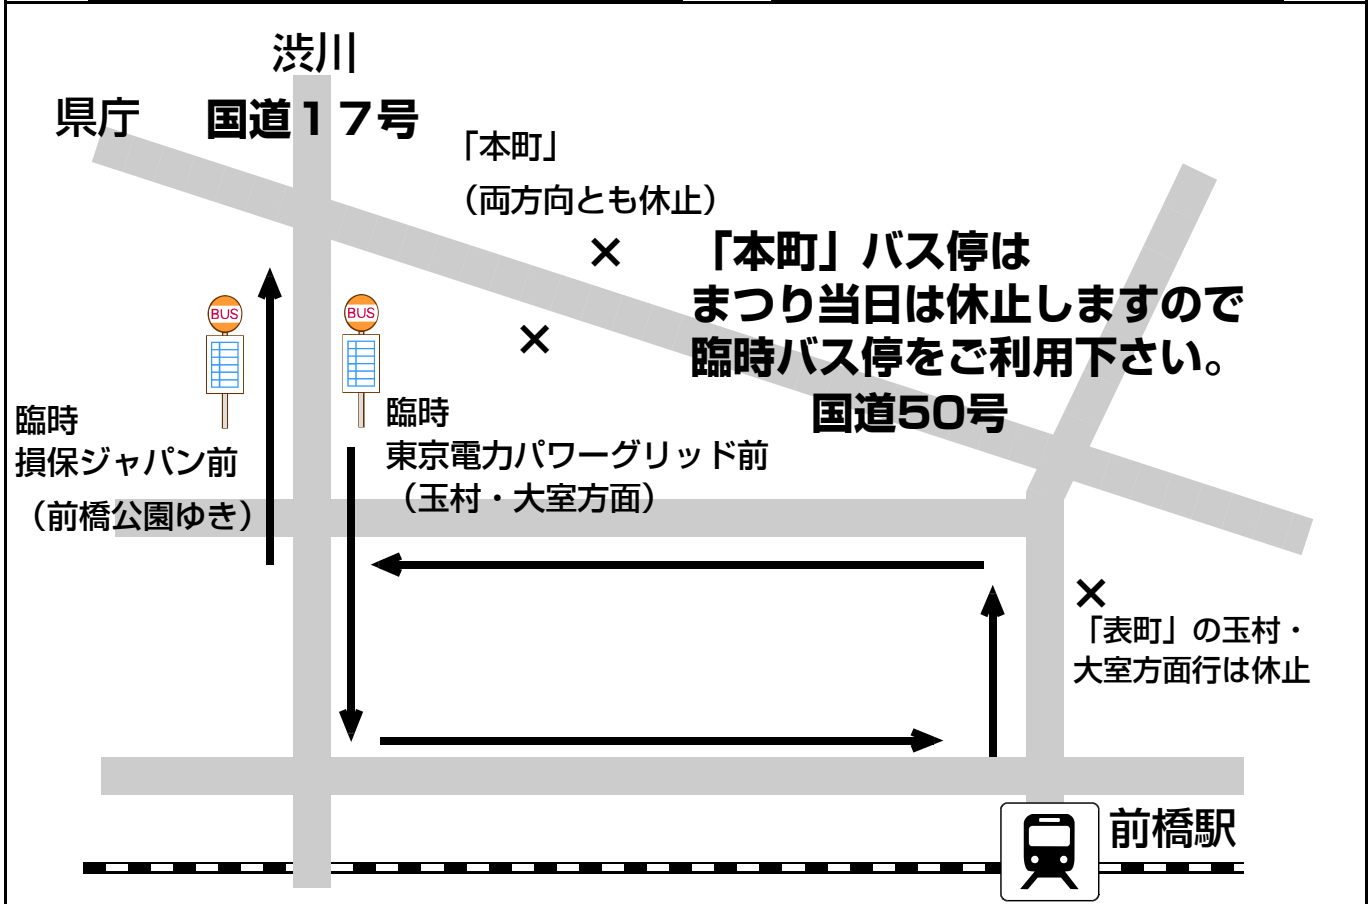 渋川
県庁
国道１７号
「本町」
（両方向とも休止）
×
×
「本町」バス停は
まつり当日は休止しますので
臨時バス停をご利用下さい。
国道50号
BUS
BUS
臨時
損保ジャパン前
（前橋公園ゆき）
臨時
東京電力パワーグリッド前
（玉村・大室方面）
×
「表町」の玉村・
大室方面行は休止
前橋駅